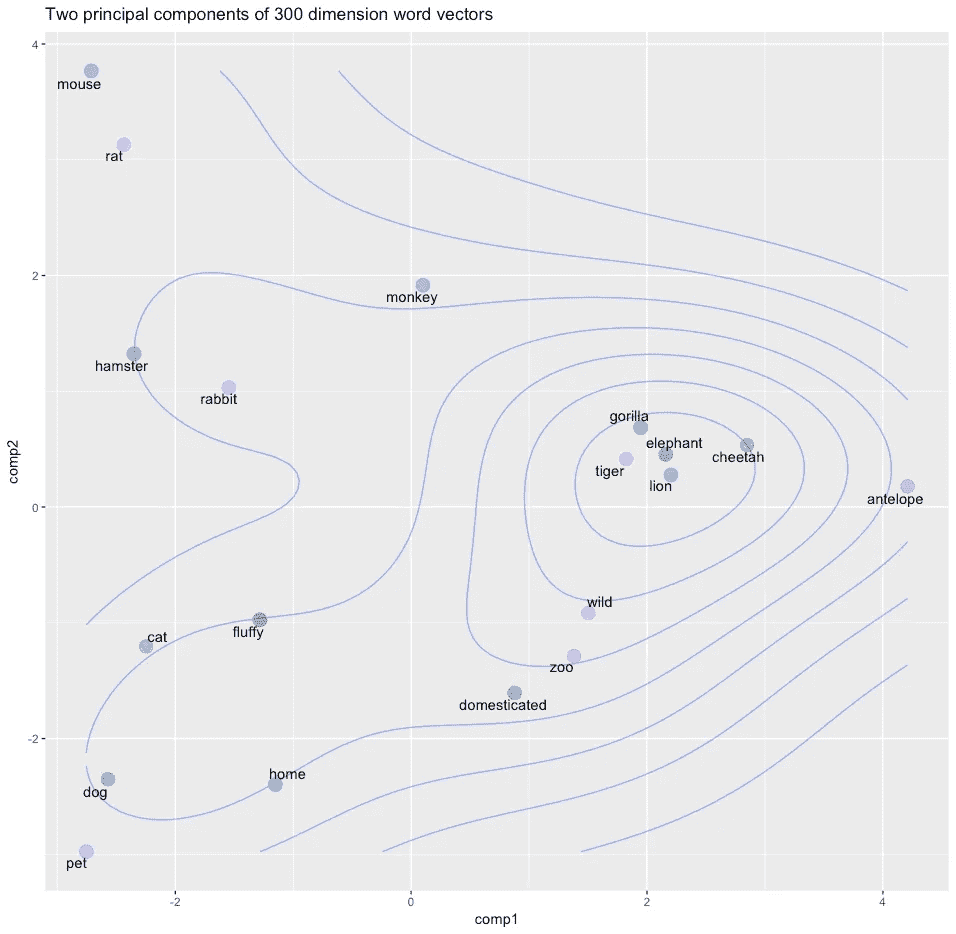 Two principal components of 300 dimension word vectors
4
mouse
rat
2
monkey
hamster
rabbit
gorilla
elephant
cheetah
tiger
lion
comp2
0
antelope
wild
fluffy
cat
zoo
domesticated
-2
home
dog
pet
-2
0
2
4
comp1